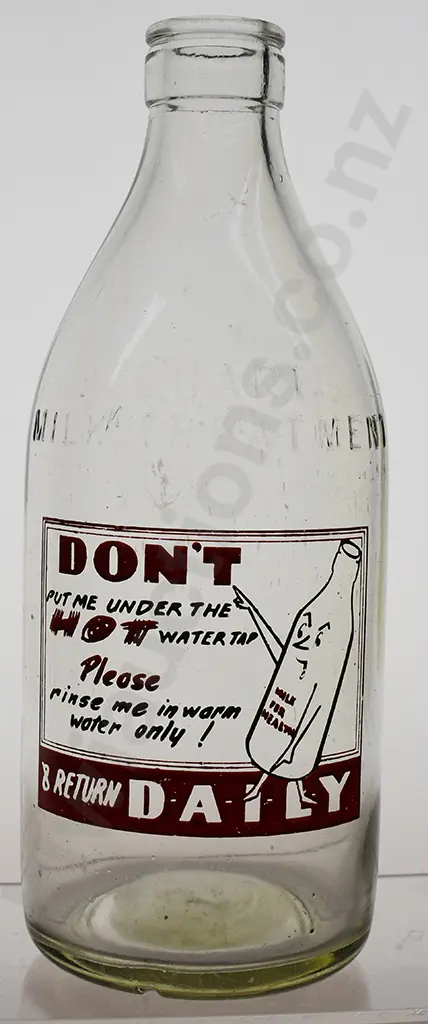 MILK
DON'T
PUT ME UNDER THE
HOT WATER TAP
Please
rinse me in warm
water only !
& RETURN DAILY
MILK
FOR
HEALTH